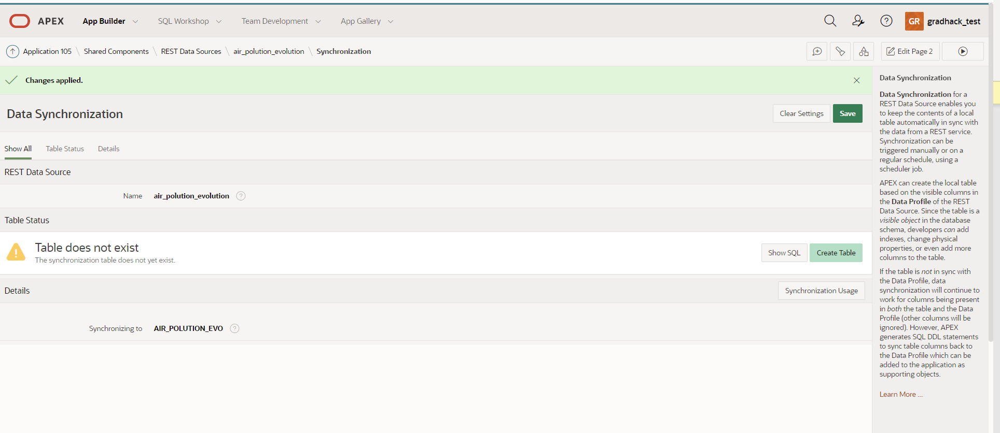 APEX App Builder SQL Workshop Team Development App Gallery GR gradhack_test
Application 105 \ Shared Components \ REST Data Sources \ air_polution_evolution \ Synchronization Edit Page 2
Changes applied.
Data Synchronization
Clear Settings Save
Show All Table Status Details
REST Data Source
Name air_polution_evolution ?
Table Status
Table does not exist
The synchronization table does not yet exist.
Show SQL Create Table
Details
Synchronization Usage
Synchronizing to AIR_POLUTION_EVO ?
Data Synchronization
Data Synchronization for a
REST Data Source enables you
to keep the contents of a local
table automatically in sync with
the data from a REST service.
Synchronization can be
triggered manually or on a
regular schedule, using a
scheduler job.
APEX can create the local table
based on the visible columns in
the Data Profile of the REST
Data Source. Since the table is a
visible object in the database
schema, developers can add
indexes, change physical
properties, or even add more
columns to the table.
If the table is not in sync with
the Data Profile, data
synchronization will continue to
work for columns being present
in both the table and the Data
Profile (other columns will be
ignored). However, APEX
generates SQL DDL statements
to sync table columns back to
the Data Profile which can be
added to the application as
supporting objects.
Learn More ...